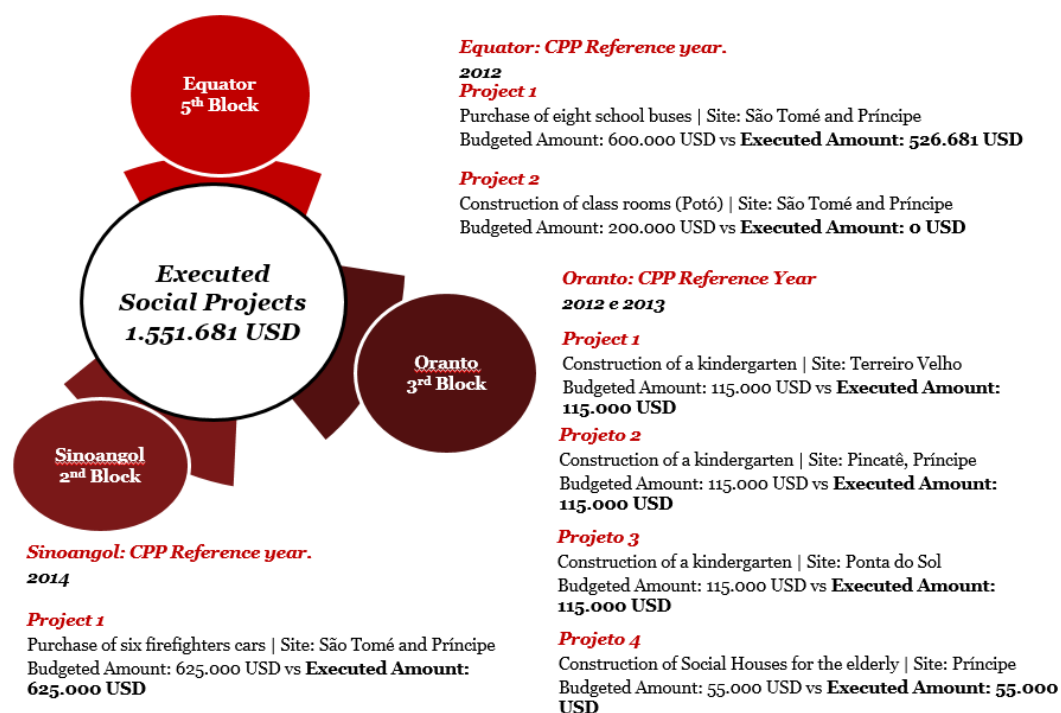 Equator
5th Block
Executed
Social Projects
1.551.681 USD
Oranto
3rd Block
Sinoangol
2nd Block
Equator: CPP Reference year.
2012
Project 1
Purchase of eight school buses | Site: São Tomé and Príncipe
Budgeted Amount: 600.000 USD vs Executed Amount: 526.681 USD
Project 2
Construction of class rooms (Potó) | Site: São Tomé and Príncipe
Budgeted Amount: 200.000 USD vs Executed Amount: 0 USD
Oranto: CPP Reference Year
2012 e 2013
Project 1
Construction of a kindergarten | Site: Terreiro Velho
Budgeted Amount: 115.000 USD vs Executed Amount:
115.000 USD
Projeto 2
Construction of a kindergarten | Site: Pincatê, Príncipe
Budgeted Amount: 115.000 USD vs Executed Amount:
115.000 USD
Projeto 3
Construction of a kindergarten | Site: Ponta do Sol
Budgeted Amount: 115.000 USD vs Executed Amount:
115.000 USD
Projeto 4
Construction of Social Houses for the elderly | Site: Príncipe
Budgeted Amount: 55.000 USD vs Executed Amount: 55.000
USD
Sinoangol: CPP Reference year.
2014
Project 1
Purchase of six firefighters cars | Site: São Tomé and Príncipe
Budgeted Amount: 625.000 USD vs Executed Amount:
625.000 USD